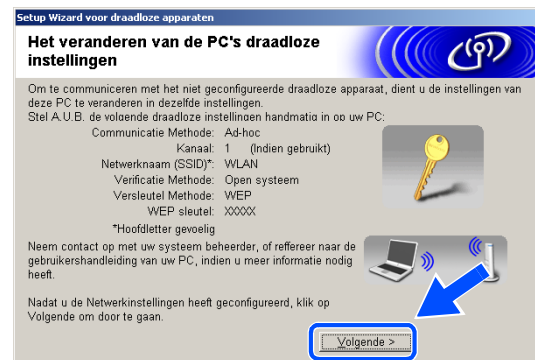 Setup Wizard voor draadloze apparaten
Het veranderen van de PC's draadloze
instellingen
Om te communiceren met het niet geconfigureerde draadloze apparaat, dient u de instellingen van
deze PC te veranderen in dezelfde instellingen.
Stel A.U.B. de volgende draadloze instellingen handmatig in op uw PC:
Communicatie Methode: Ad-hoc
Kanaal: 1 (Indien gebruikt)
Netwerknaam (SSID)*: WLAN
Verificatie Methode: Open systeem
Versleutel Methode: WEP
WEP sleutel: XXXXX
*Hoofdletter gevoelig
Neem contact op met uw systeem beheerder, of reffereer naar de
gebruikershandleiding van uw PC, indien u meer informatie nodig
heeft.
Nadat u de Netwerkinstellingen heeft geconfigureerd, klik op
Volgende om door te gaan.
Volgende >